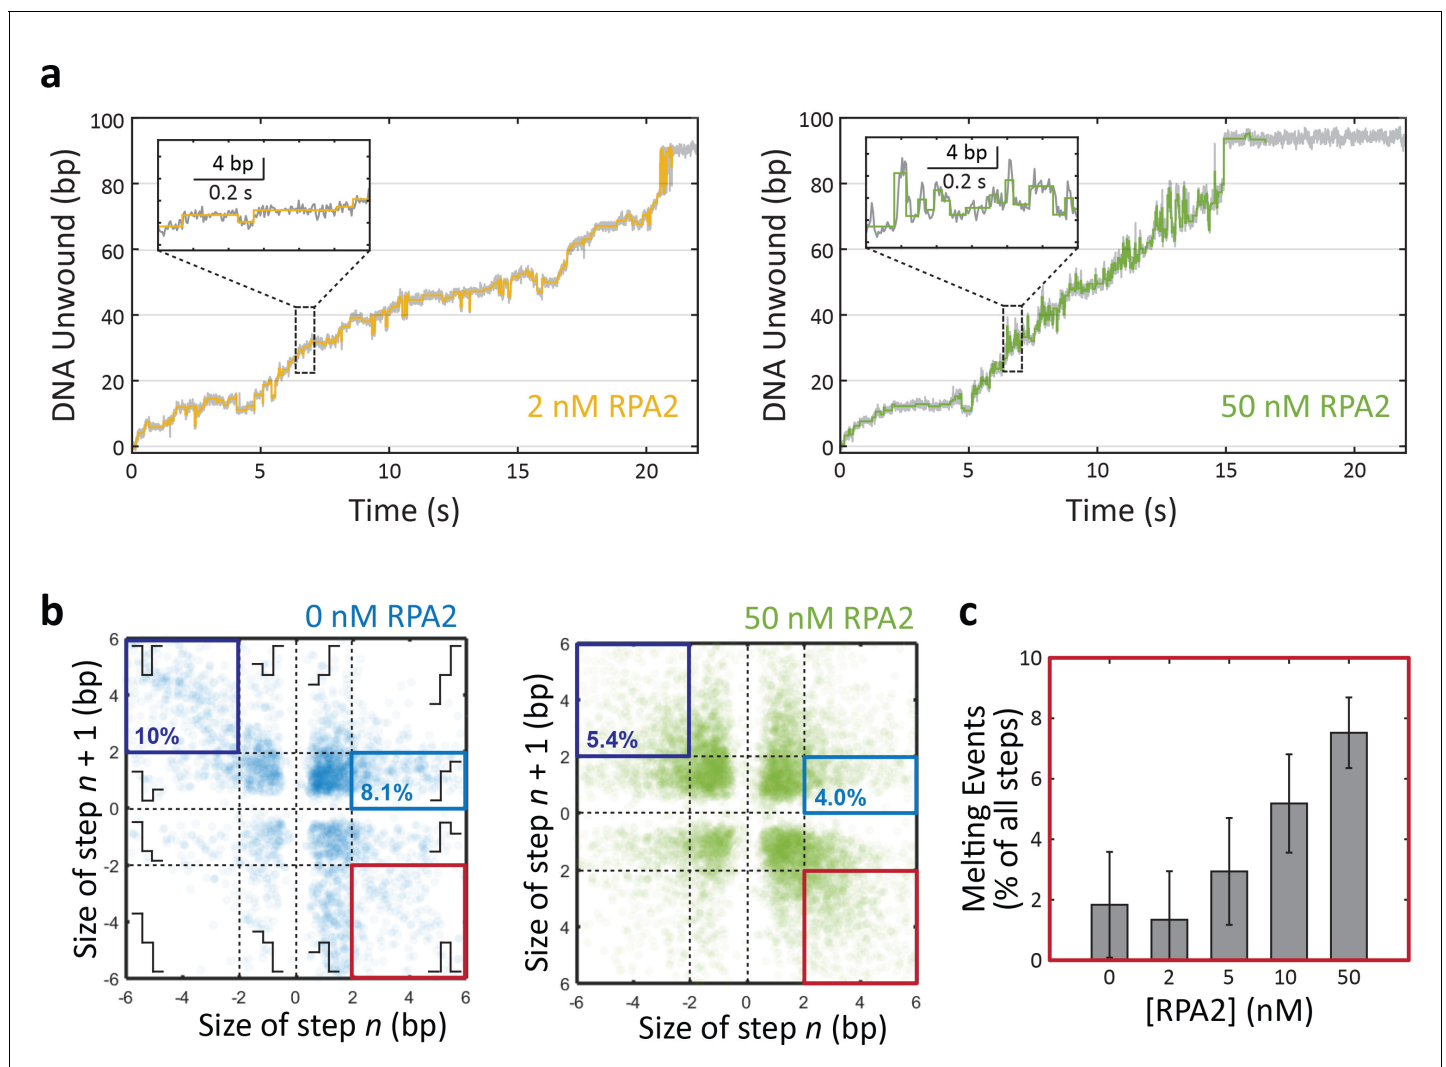 a
DNA Unwound (bp)
100
80
60
40
20
0
4 bp
0.2 s
2 nM RPA2
0 5 10 15 20
Time (s)
DNA Unwound (bp)
100
80
60
40
20
0
4 bp
0.2 s
50 nM RPA2
0 5 10 15 20
Time (s)
b
0 nM RPA2
Size of step n + 1 (bp)
6
4
2
0
-2
-4
-6
10%
8.1%
-6 -4 -2 0 2 4 6
Size of step n (bp)
50 nM RPA2
Size of step n + 1 (bp)
6
4
2
0
2
4
6
5.4%
4.0%
-6 -4 -2 0 2 4 6
Size of step n (bp)
c
Melting Events
(% of all steps)
10
8
6
4
2
0
0 2 5 10 50
[RPA2] (nM)